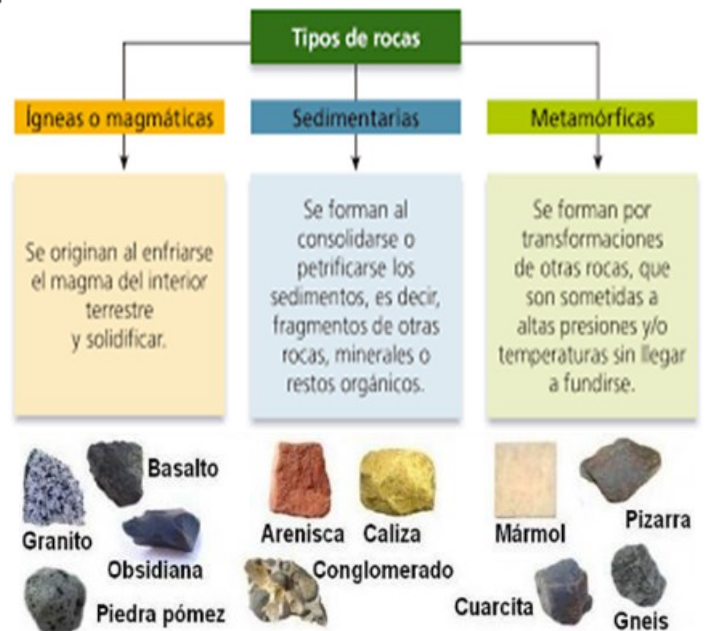 Tipos de rocas
Ígneas o magmáticas
Se originan al enfriarse
el magma del interior
terrestre
y solidificar.
Basalto
Granito
Obsidiana
Piedra pómez
Sedimentarias
Se forman al
consolidarse o
petrificarse los
sedimentos, es decir,
fragmentos de otras
rocas, minerales o
restos orgánicos.
Arenisca
Caliza
Conglomerado
Metamórficas
Se forman por
transformaciones
de otras rocas, que
son sometidas a
altas presiones y/o
temperaturas sin llegar
a fundirse.
Mármol
Pizarra
Cuarcita
Gneis